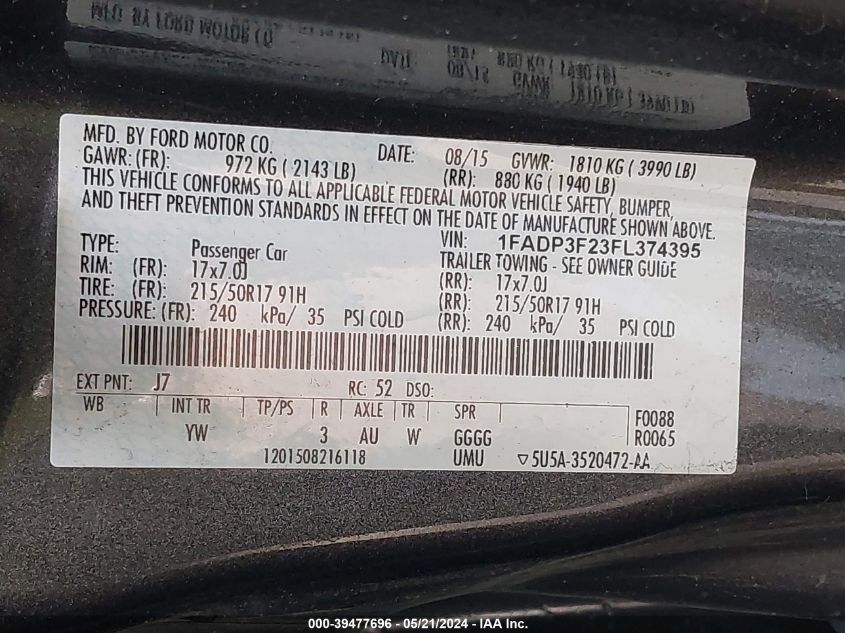 MFD. BY FORD MOTOR CO.
DATE: 08/15 GVWR: 1810 KG ( 3990 LB)
GAWR: (FR): 972 KG ( 2143 LB) (RR): 880 KG ( 1940 LB)
THIS VEHICLE CONFORMS TO ALL APPLICABLE FEDERAL MOTOR VEHICLE SAFETY, BUMPER,
AND THEFT PREVENTION STANDARDS IN EFFECT ON THE DATE OF MANUFACTURE SHOWN ABOVE.
VIN: 1FADP3F23FL374395
TYPE: Passenger Car TRAILER TOWING - SEE OWNER GUIDE
RIM: (FR): 17x7.0J (RR): 17x7.0J
TIRE: (FR): 215/50R17 91H (RR): 215/50R17 91H
PRESSURE: (FR): 240 kPa/ 35 PSI COLD (RR): 240 kPa/ 35 PSI COLD
EXT PNT: J7 RC: 52 DSO:
WB INT TR TP/PS R AXLE TR SPR F0088
YW 3 AU W GGGG R0065
1201508216118 UMU ▽5U5A-3520472-AA
000-39477696 - 05/21/2024 - IAAI.com